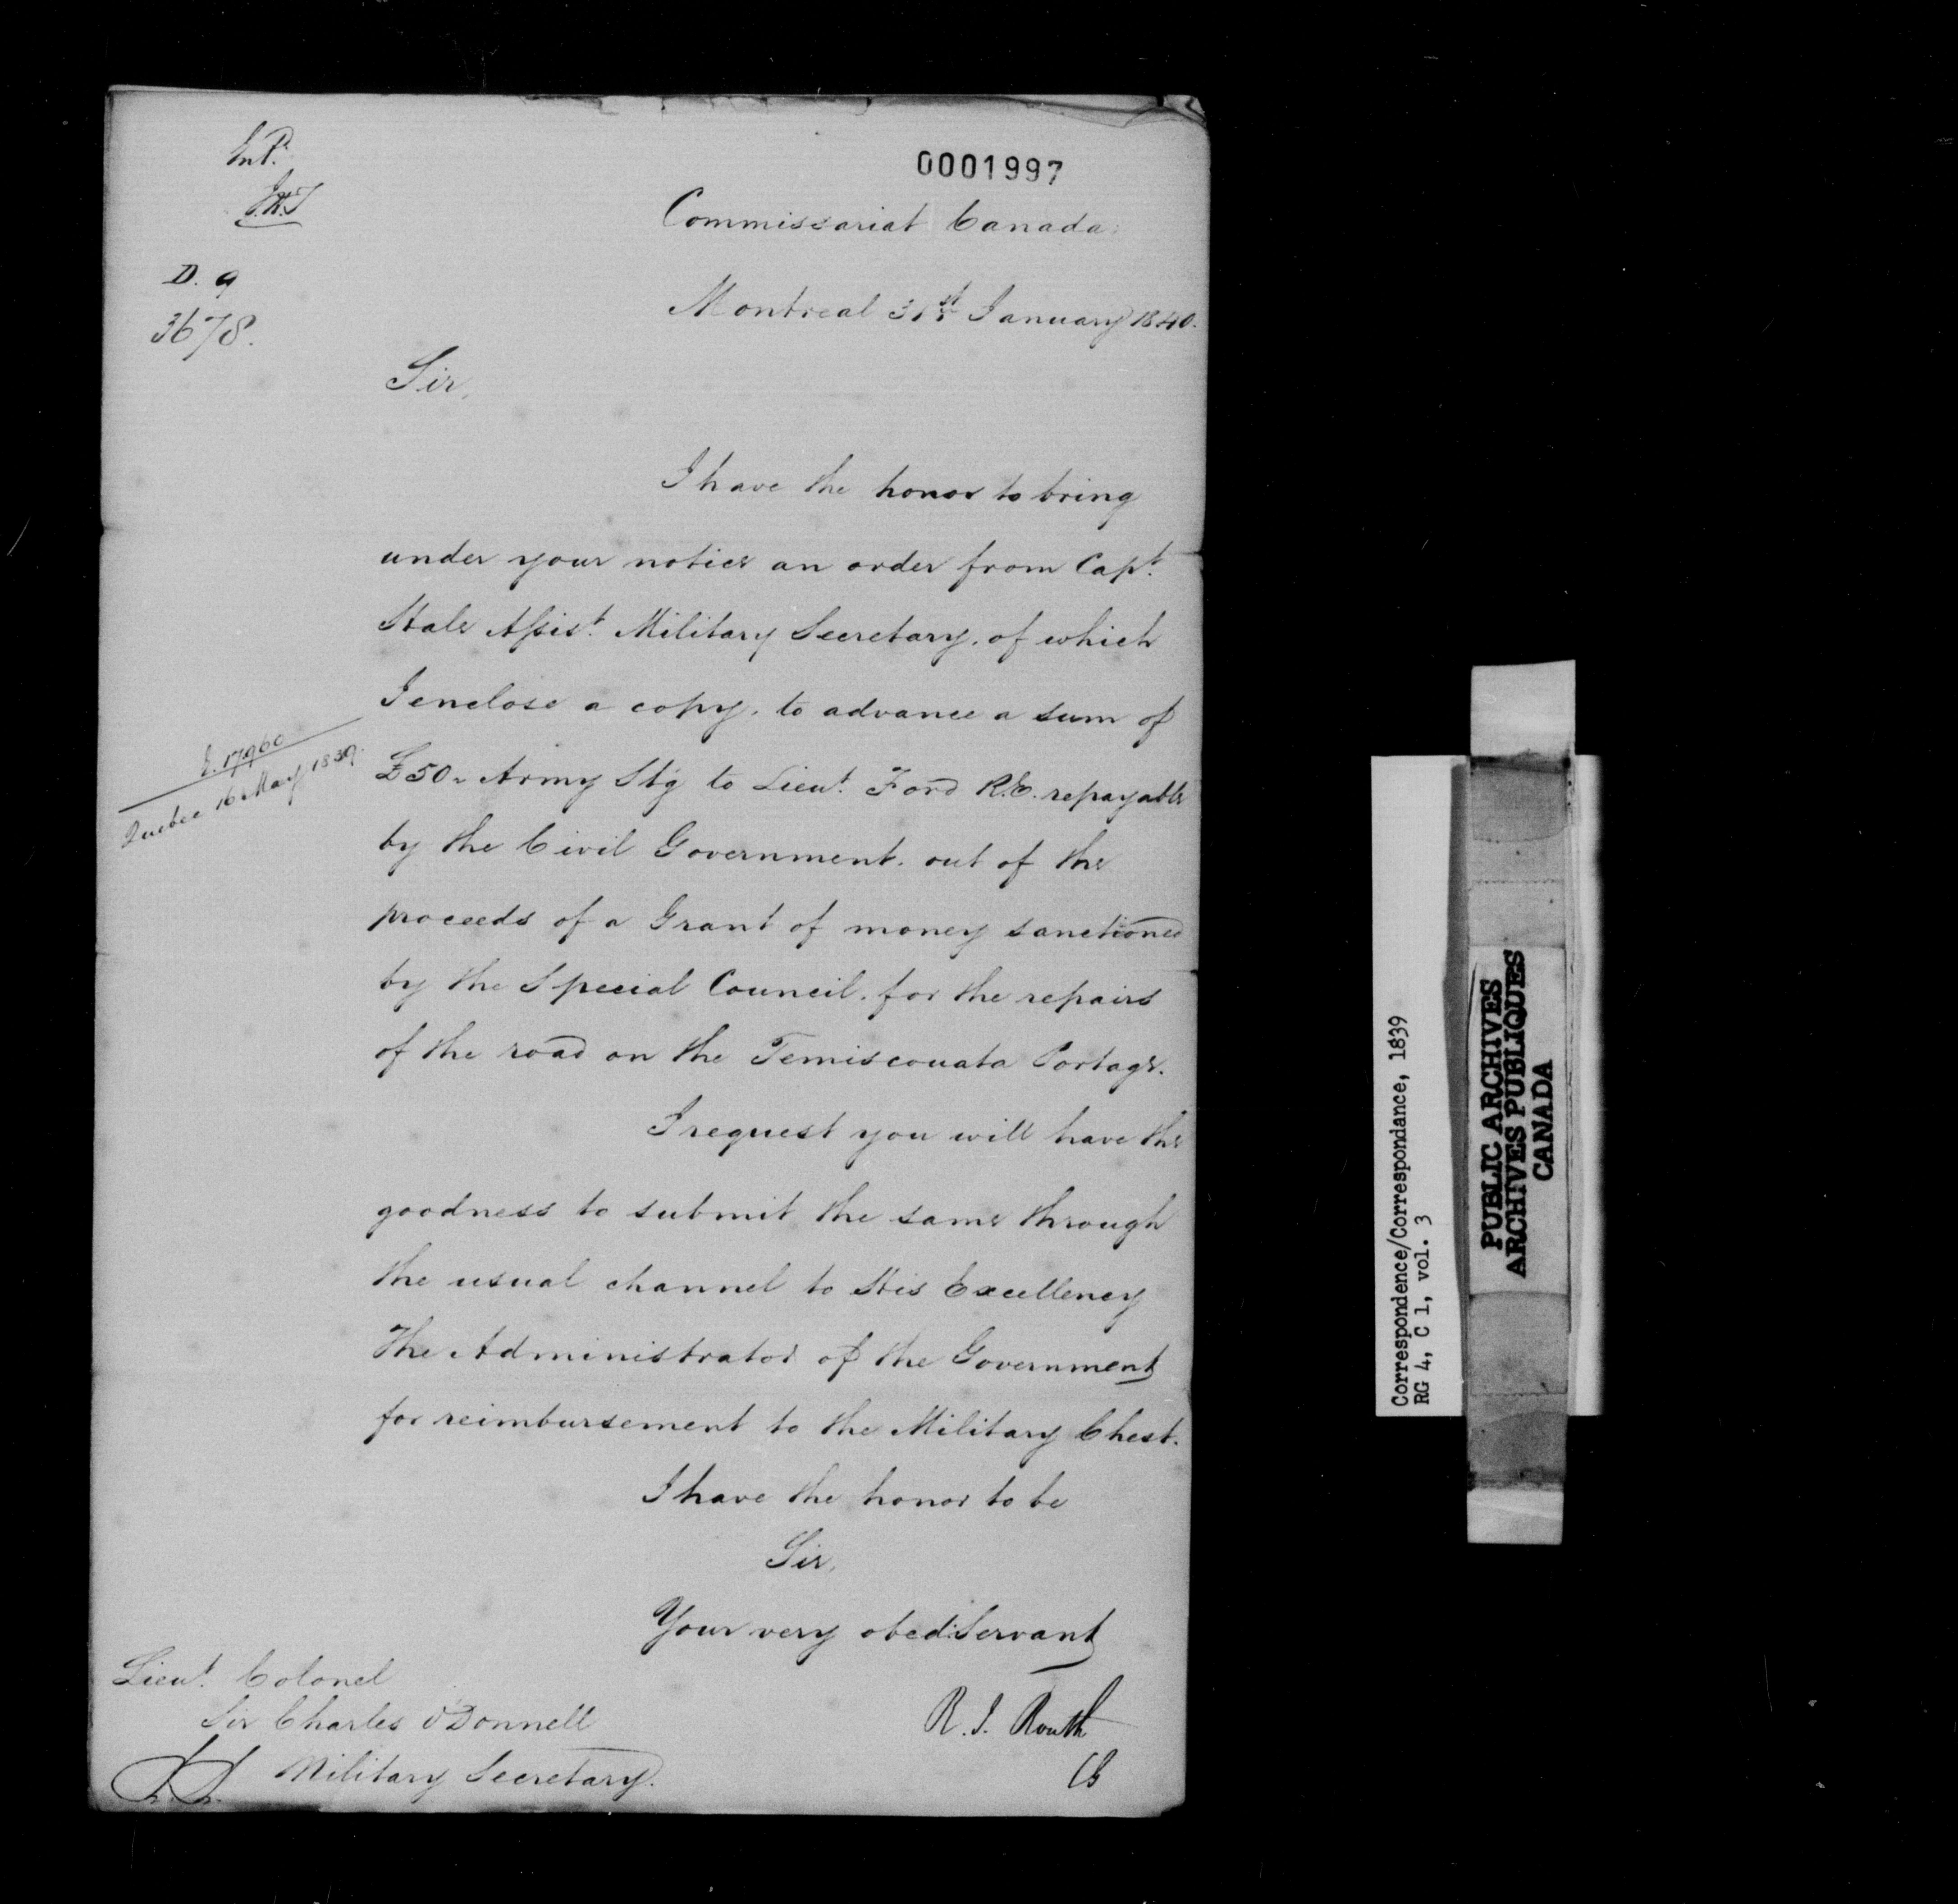 0001997
Commissariat Canada
Montreal 31st January 1840.
D. 9
3678.
Sir,
I have the honor to bring
under your notice an order from Capt.
Hale Assist. Military Secretary, of which
I enclose a copy, to advance a sum of
£50 Army Stg to Lieut. Ford R.E. repayable
by the Civil Government. out of the
proceeds of a Grant of money sanctioned
by the Special Council. for the repairs
of the road on the Temiscouata Portage.
17960
Quebec 16 May 1839.
I request you will have the
goodness to submit the same through
the usual channel to His Excellency
The Administrator of the Government
for reimbursement to the Military Chest.
I have the honor to be
Sir,
Your very obed. Servant
R. I. Routh
CG
Lieut. Colonel
Sir Charles O'Donnell
Military Secretary.
Correspondence/Correspondance, 1839
RG 4, C 1, vol. 3
PUBLIC ARCHIVES
ARCHIVES PUBLIQUES
CANADA